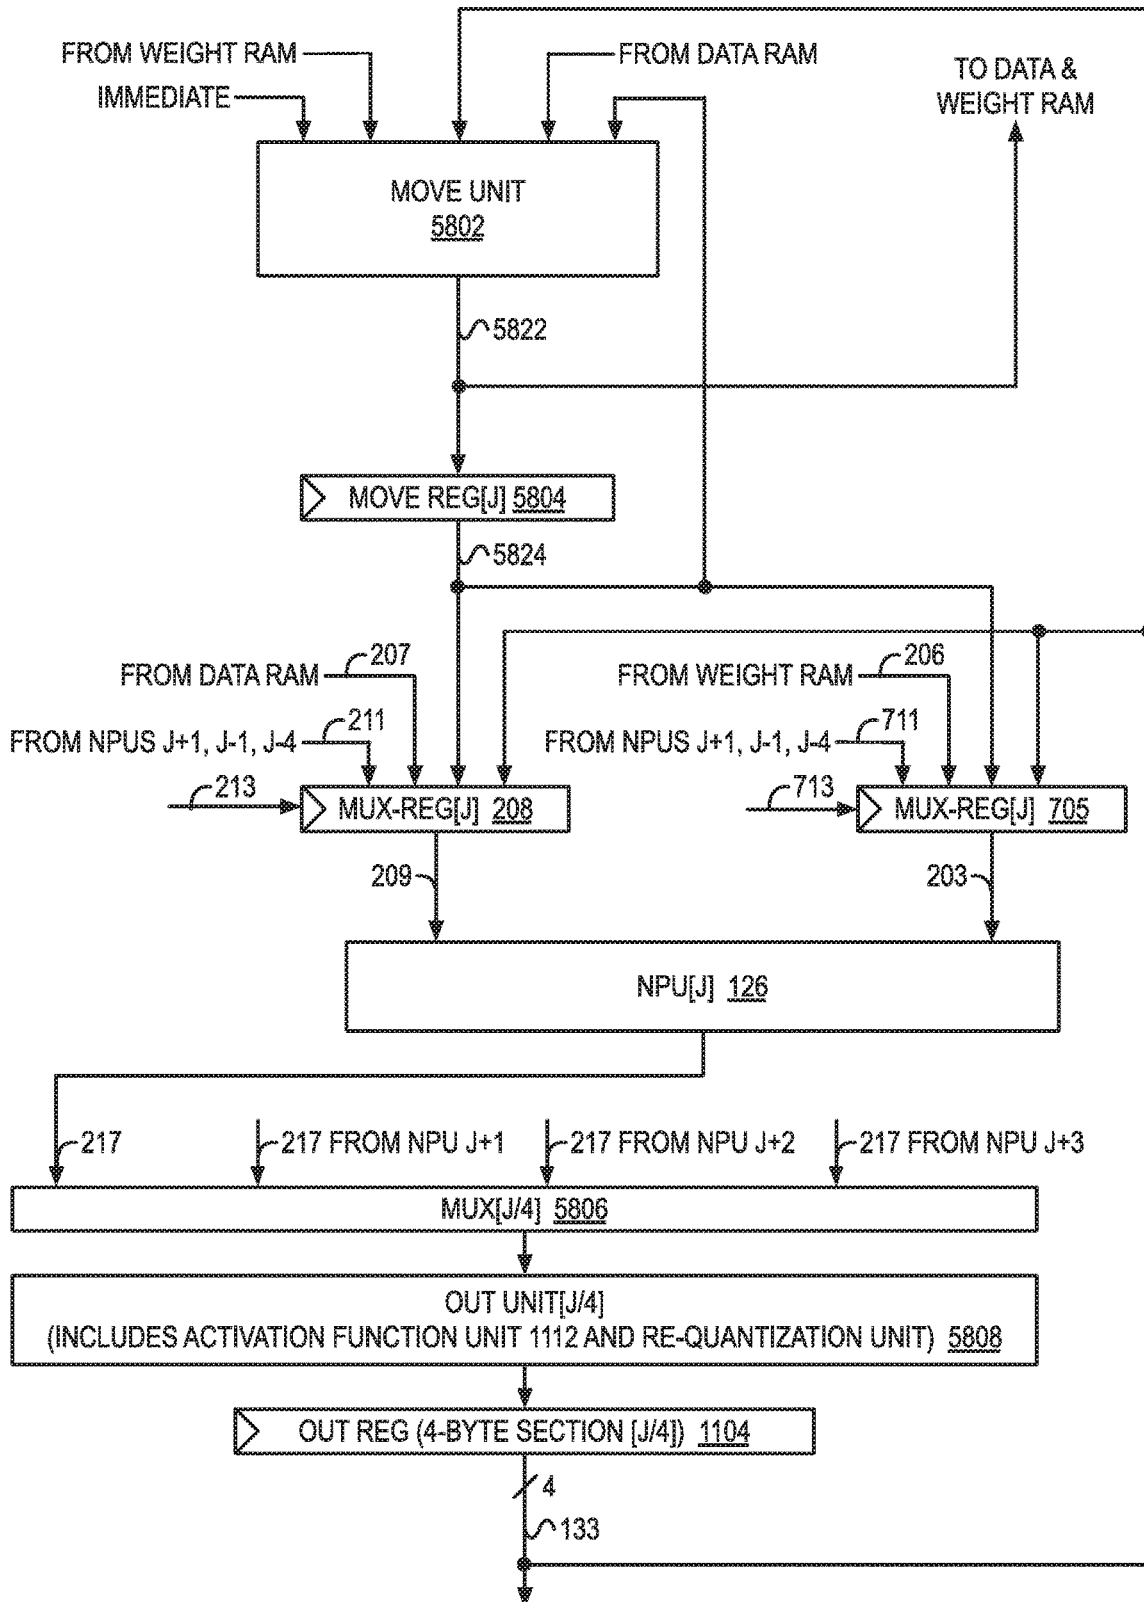 FROM WEIGHT RAM
FROM DATA RAM
IMMEDIATE
TO DATA &
WEIGHT RAM
MOVE UNIT
5802
5822
MOVE REG[J] 5804
5824
207
FROM DATA RAM
206
FROM WEIGHT RAM
211
FROM NPUS J+1, J-1, J-4
711
FROM NPUS J+1, J-1, J-4
213
MUX-REG[J] 208
713
MUX-REG[J] 705
209
203
NPU[J] 126
217
217 FROM NPU J+1
217 FROM NPU J+2
217 FROM NPU J+3
MUX[J/4] 5806
OUT UNIT[J/4]
(INCLUDES ACTIVATION FUNCTION UNIT 1112 AND RE-QUANTIZATION UNIT) 5808
OUT REG (4-BYTE SECTION [J/4]) 1104
4
133